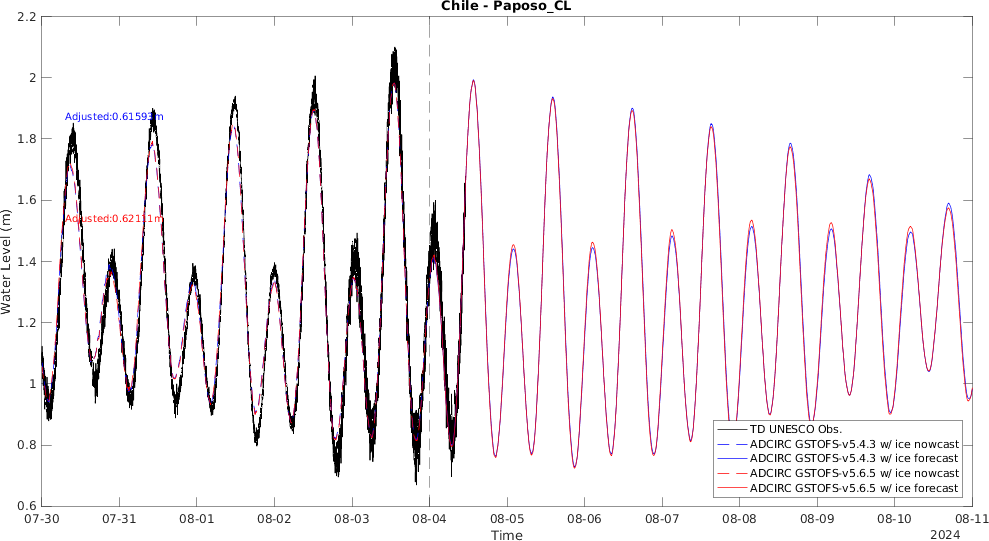 Chile - Paposo_CL
2.2
2
1.8
1.6
1.4
1.2
1
0.8
0.6
Water Level (m)
Adjusted:0.61593m
Adjusted:0.62111m
TD UNESCO Obs.
ADCIRC GSTOFS-v5.4.3 w/ ice nowcast
ADCIRC GSTOFS-v5.4.3 w/ ice forecast
ADCIRC GSTOFS-v5.6.5 w/ ice nowcast
ADCIRC GSTOFS-v5.6.5 w/ ice forecast
07-30 07-31 08-01 08-02 08-03 08-04 08-05 08-06 08-07 08-08 08-09 08-10 08-11
Time
2024